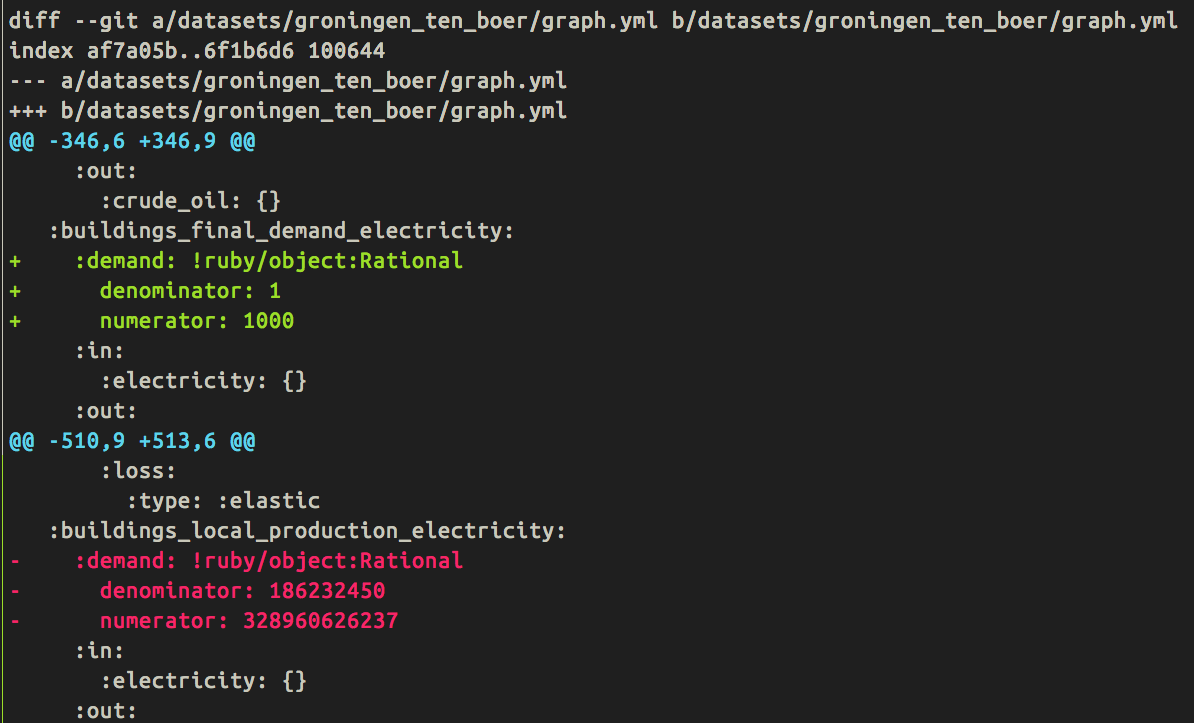 diff --git a/datasets/groningen_ten_boer/graph.yml b/datasets/groningen_ten_boer/graph.yml
index af7a05b..6f1b6d6 100644
--- a/datasets/groningen_ten_boer/graph.yml
+++ b/datasets/groningen_ten_boer/graph.yml
@@ -346,6 +346,9 @@
     :out:
       :crude_oil: {}
   :buildings_final_demand_electricity:
+    :demand: !ruby/object:Rational
+      denominator: 1
+      numerator: 1000
     :in:
       :electricity: {}
     :out:
@@ -510,9 +513,6 @@
       :loss:
         :type: :elastic
   :buildings_local_production_electricity:
-    :demand: !ruby/object:Rational
-      denominator: 186232450
-      numerator: 328960626237
     :in:
       :electricity: {}
     :out: